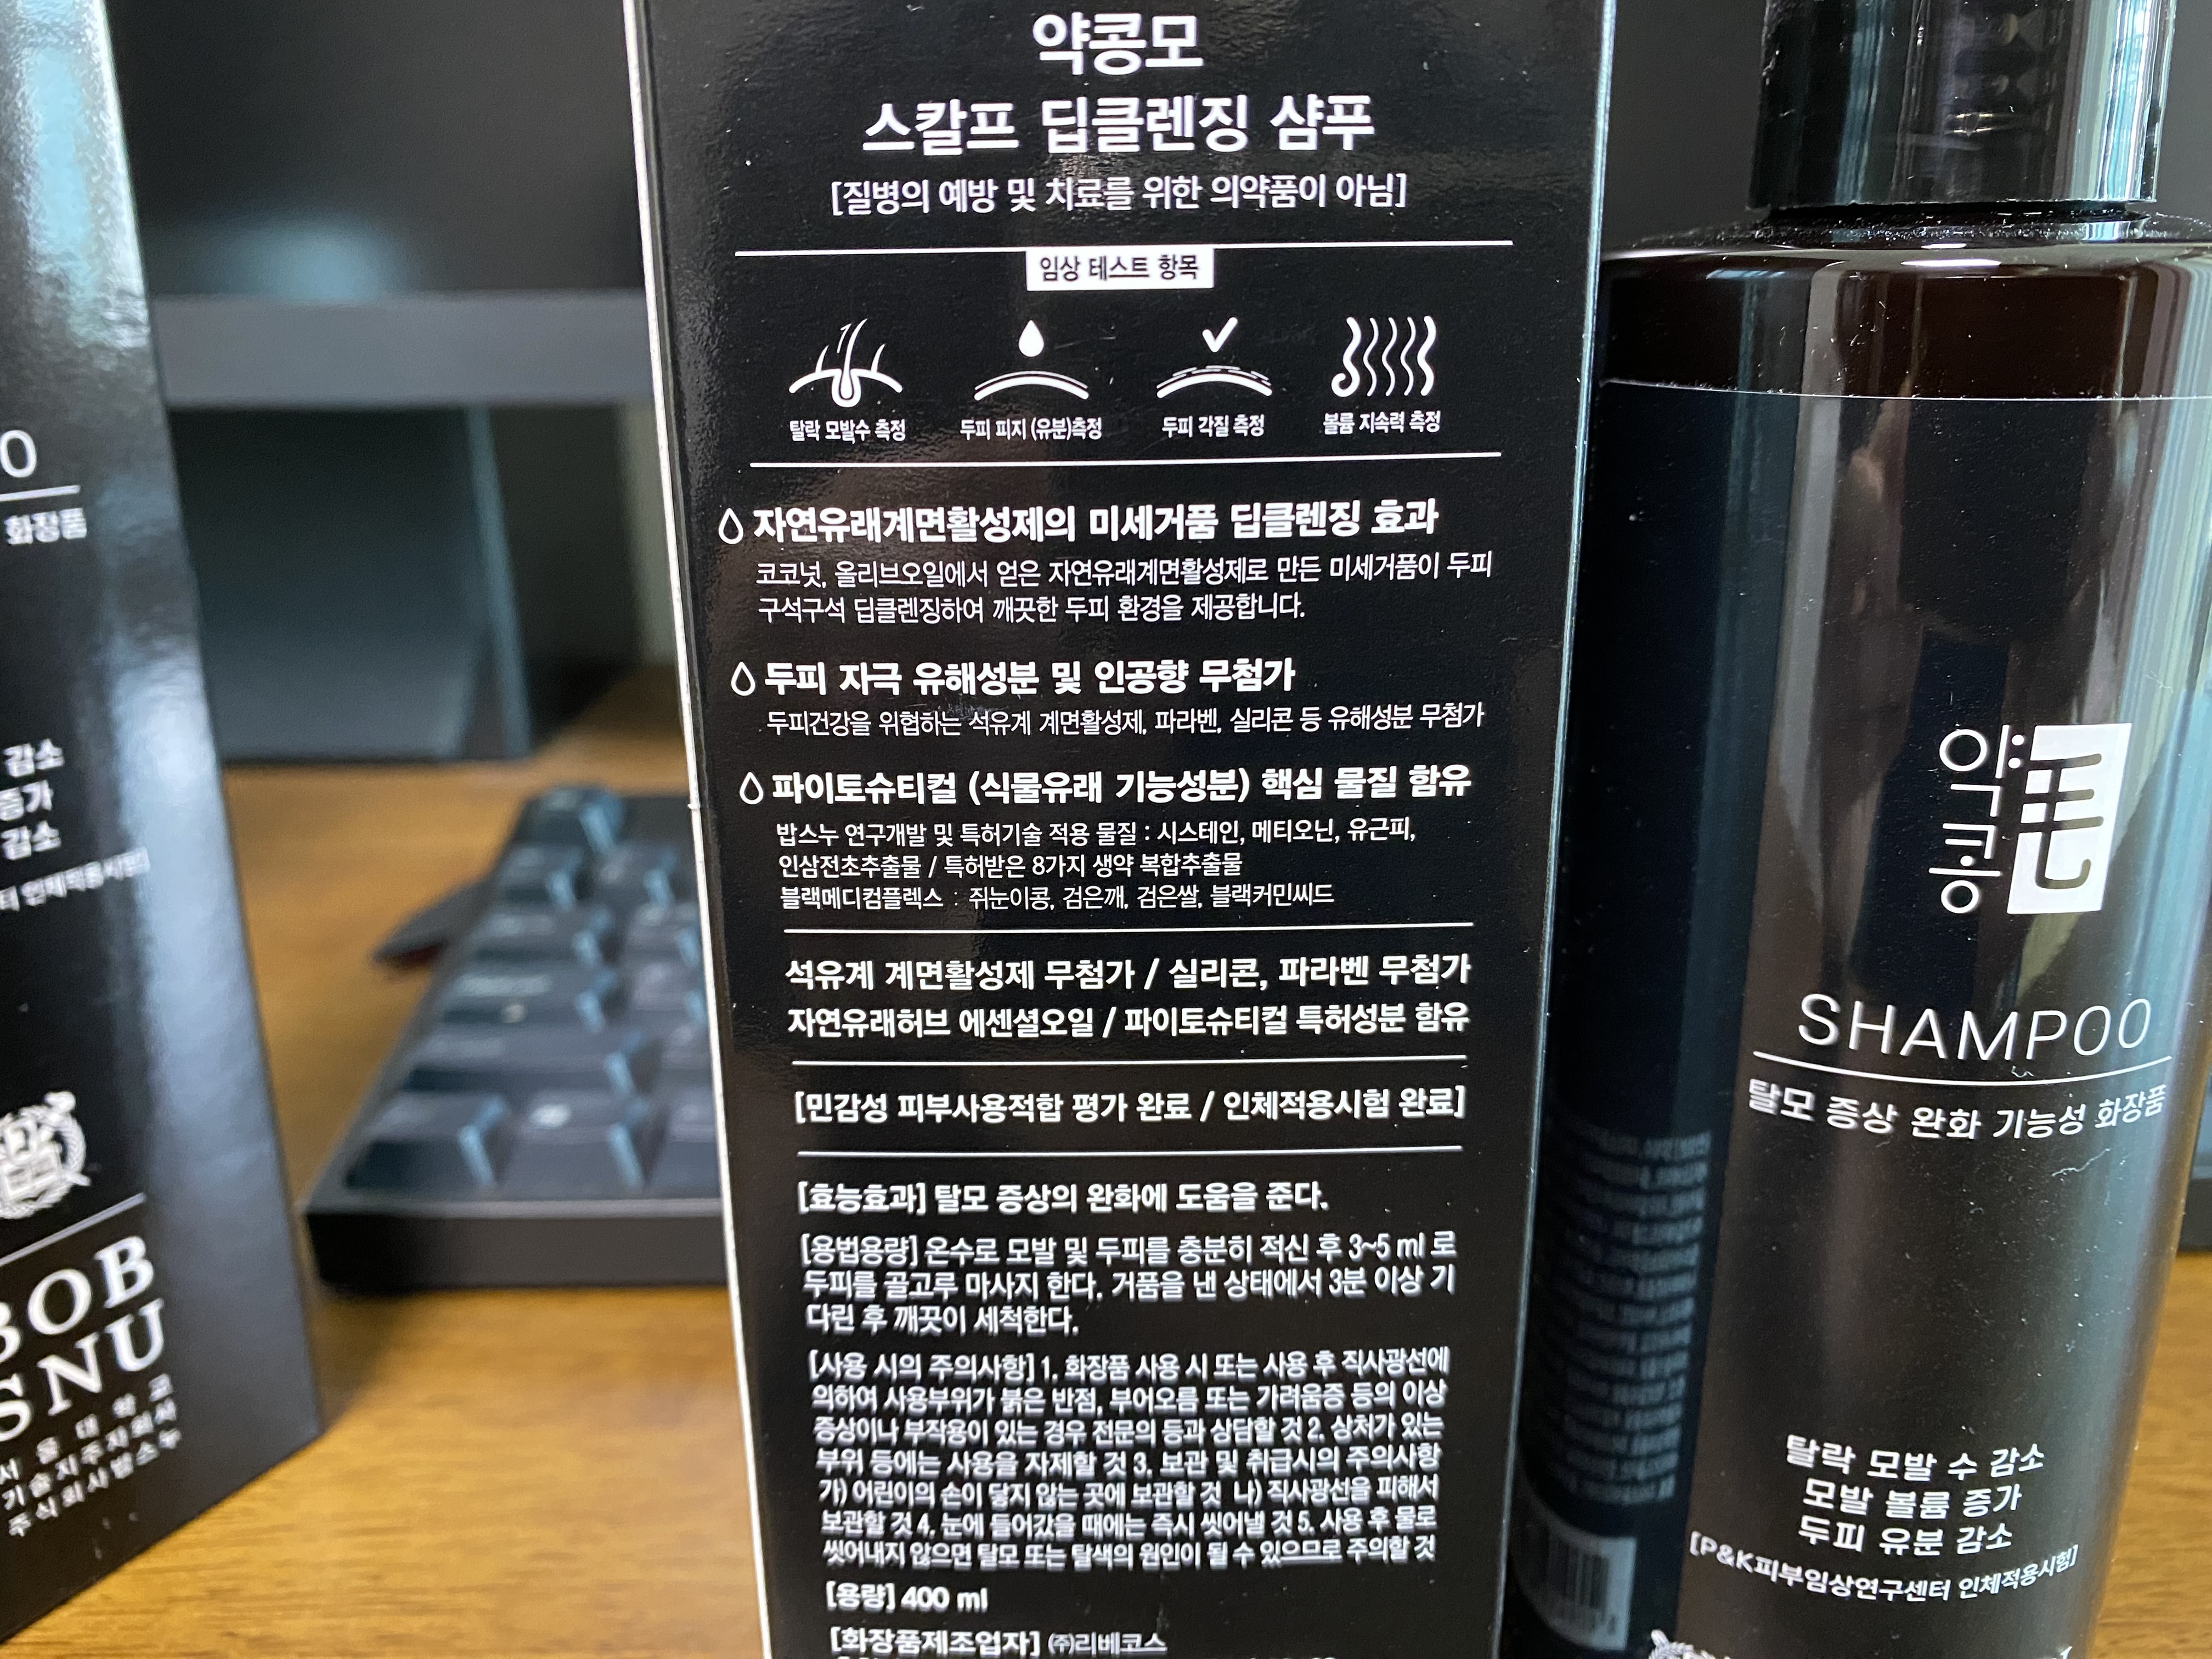 약콩모
스칼프 딥클렌징 샴푸
[질병의 예방 및 치료를 위한 의약품이 아님]
임상 테스트 항목
탈락 모발수 측정
두피 피지 (유분)측정
두피 각질 측정
볼륨 지속력 측정
자연유래계면활성제의 미세거품 딥클렌징 효과
코코넛, 올리브오일에서 얻은 자연유래계면활성제로 만든 미세거품이 두피
구석구석 딥클렌징하여 깨끗한 두피 환경을 제공합니다.
두피 자극 유해성분 및 인공향 무첨가
두피건강을 위협하는 석유계 계면활성제, 파라벤, 실리콘 등 유해성분 무첨가
파이토슈티컬 (식물유래 기능성분) 핵심 물질 함유
밥스누 연구개발 및 특허기술 적용 물질 : 시스테인, 메티오닌, 유근피,
인삼전초추출물 / 특허받은 8가지 생약 복합추출물
블랙메디컴플렉스 : 쥐눈이콩, 검은깨, 검은쌀, 블랙커민씨드
석유계 계면활성제 무첨가 / 실리콘, 파라벤 무첨가
자연유래허브 에센셜오일 / 파이토슈티컬 특허성분 함유
[민감성 피부사용적합 평가 완료 / 인체적용시험 완료]
[효능효과] 탈모 증상의 완화에 도움을 준다.
[용법용량] 온수로 모발 및 두피를 충분히 적신 후 3~5 ml 로
두피를 골고루 마사지 한다. 거품을 낸 상태에서 3분 이상 기
다린 후 깨끗이 세척한다.
[사용 시의 주의사항] 1. 화장품 사용 시 또는 사용 후 직사광선에
의하여 사용부위가 붉은 반점, 부어오름 또는 가려움증 등의 이상
증상이나 부작용이 있는 경우 전문의 등과 상담할 것 2. 상처가 있는
부위 등에는 사용을 자제할 것 3. 보관 및 취급시의 주의사항
가) 어린이의 손이 닿지 않는 곳에 보관할 것 나) 직사광선을 피해서
보관할 것 4. 눈에 들어갔을 때에는 즉시 씻어낼 것 5. 사용 후 물로
씻어내지 않으면 탈모 또는 탈색의 원인이 될 수 있으므로 주의할 것
[용량] 400 ml
[화장품제조업자] ㈜리베코스
약콩毛
SHAMPOO
탈모 증상 완화 기능성 화장품
탈락 모발 수 감소
모발 볼륨 증가
두피 유분 감소
[P&K피부임상연구센터 인체적용시험]
O
화장품
감소
증가
감소
인체적용시험]
BOB
SNU
서울대학교
기술지주자회사
주식회사밥스누